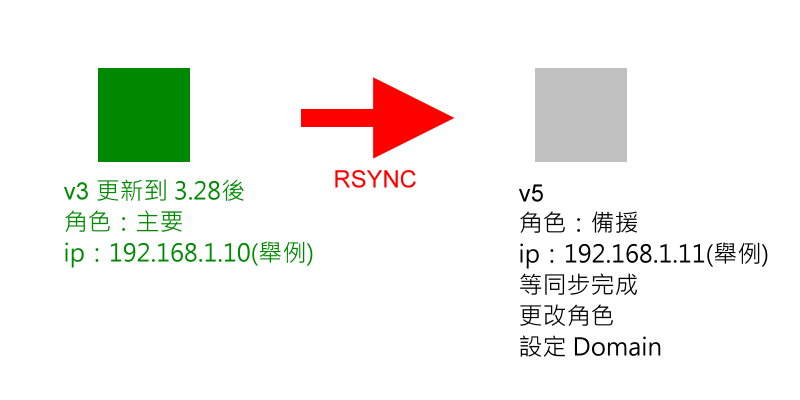 RSYNC
v3 更新到 3.28後
角色：主要
ip：192.168.1.10(舉例)
v5
角色：備援
ip：192.168.1.11(舉例)
等同步完成
更改角色
設定 Domain